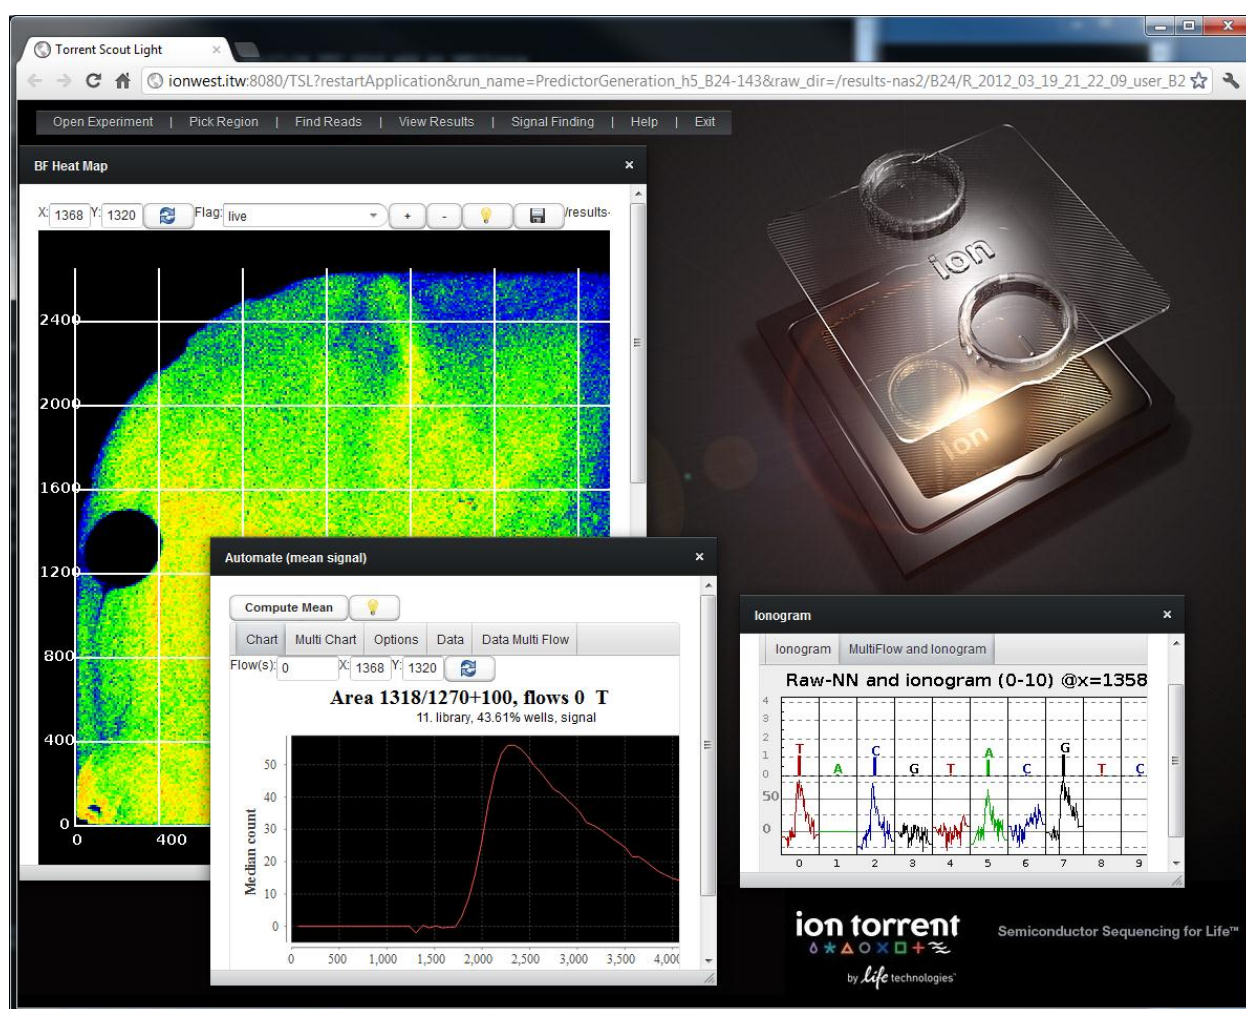 Torrent Scout Light
ionwest.itw:8080/TSL?restartApplication&run_name=PredictorGeneration_h5_B24-143&raw_dir=/results-nas2/B24/R_2012_03_19_21_22_09_user_B2
Open Experiment | Pick Region | Find Reads | View Results | Signal Finding | Help | Exit
BF Heat Map
X: 1368 Y: 1320 Flag: live + - /results-
2400
2000
1600
1200
800
400
0
0 400
ion
ion
Automate (mean signal)
Compute Mean
Chart Multi Chart Options Data Data Multi Flow
Flow(s): 0 X: 1368 Y: 1320
Area 1318/1270+100, flows 0 T
11. library, 43.61% wells, signal
Median count
50
40
30
20
10
0
0 500 1,000 1,500 2,000 2,500 3,000 3,500 4,000
Ionogram
Ionogram MultiFlow and Ionogram
Raw-NN and ionogram (0-10) @x=1358
4
3
2
1
0
T A C G T A C G T C
50
0
0 1 2 3 4 5 6 7 8 9
ion torrent
by life technologies™
Semiconductor Sequencing for Life™